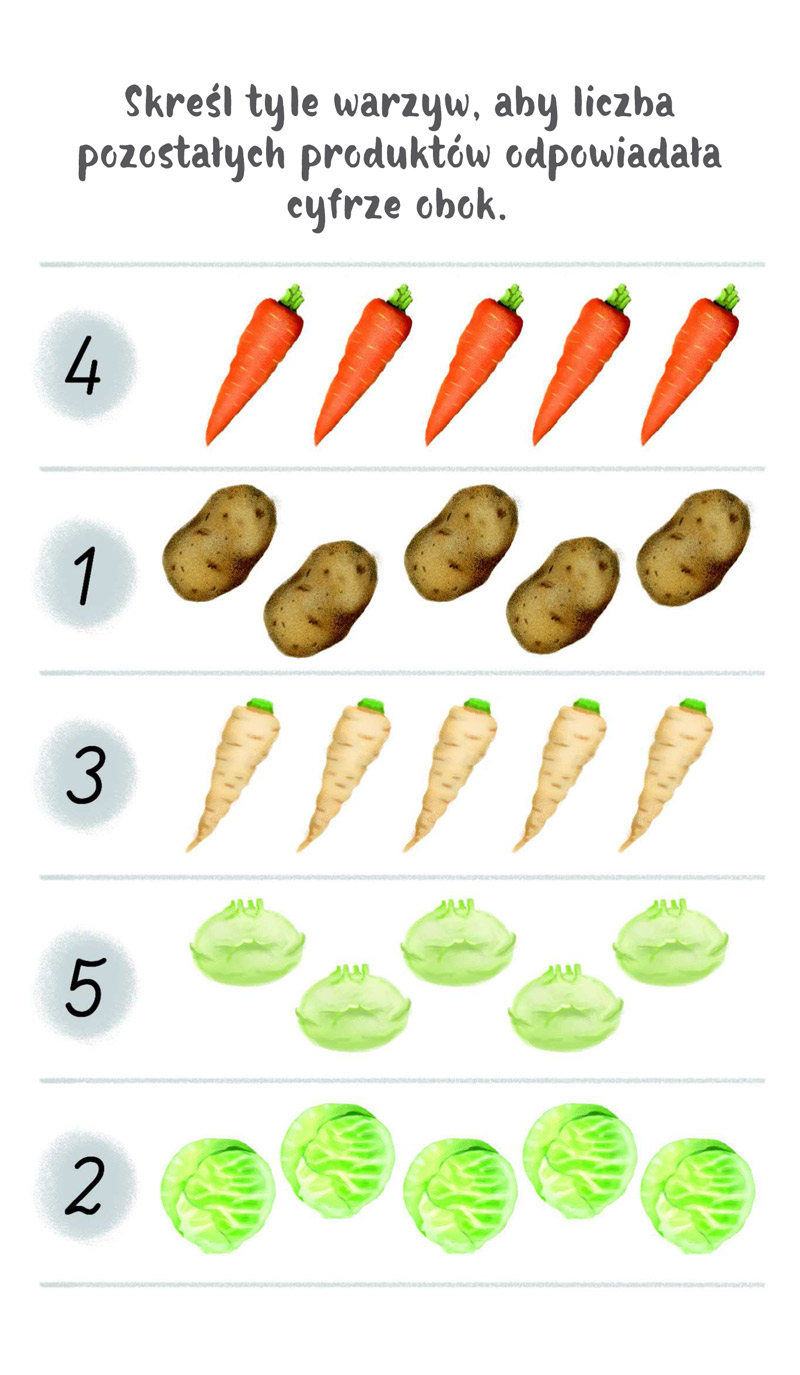 Skreśl tyle warzyw, aby liczba
pozostałych produktów odpowiadała
cyfrze obok.
4
1
3
5
2